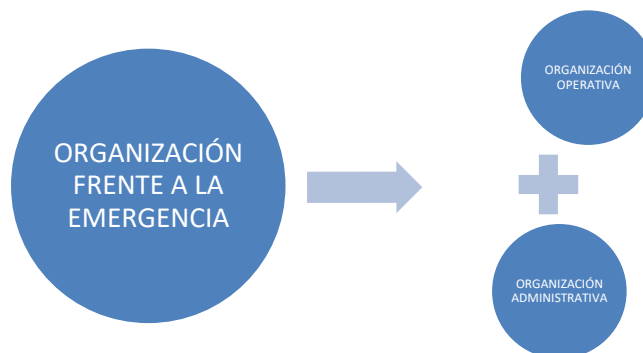 ORGANIZACIÓN
FRENTE A LA
EMERGENCIA
ORGANIZACIÓN
OPERATIVA
ORGANIZACIÓN
ADMINISTRATIVA